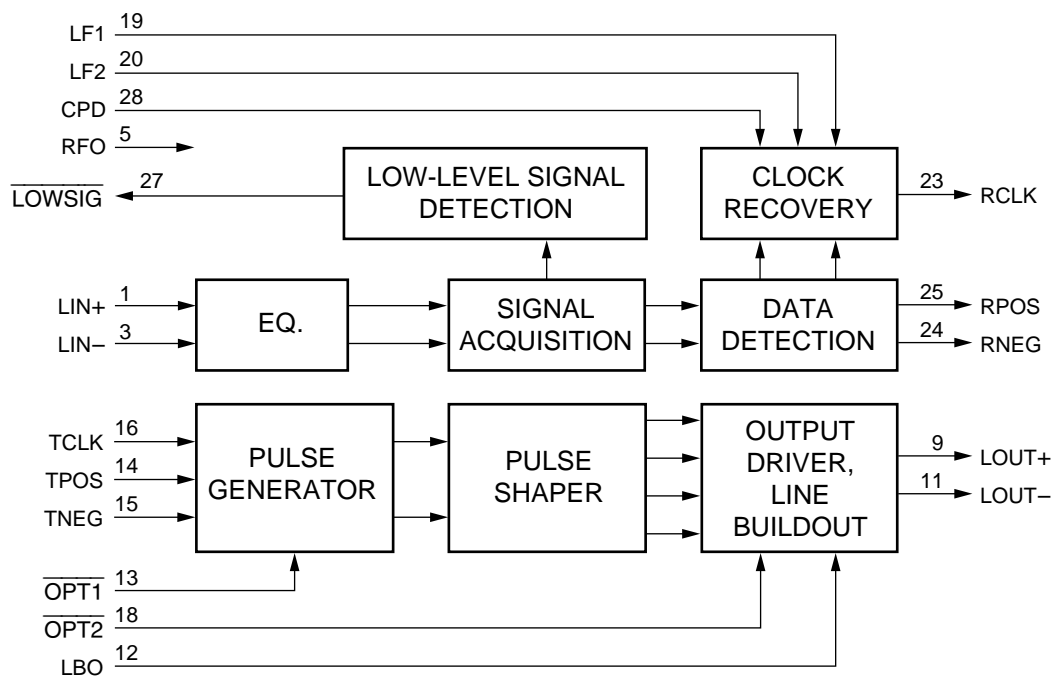 LF1 19
LF2 20
CPD 28
RFO 5
LOWSIG 27
LOW-LEVEL SIGNAL
DETECTION
CLOCK
RECOVERY
23 RCLK
LIN+ 1
LIN− 3
EQ.
SIGNAL
ACQUISITION
DATA
DETECTION
25 RPOS
24 RNEG
TCLK 16
TPOS 14
TNEG 15
PULSE
GENERATOR
PULSE
SHAPER
OUTPUT
DRIVER,
LINE
BUILDOUT
9 LOUT+
11 LOUT−
OPT1 13
OPT2 18
LBO 12